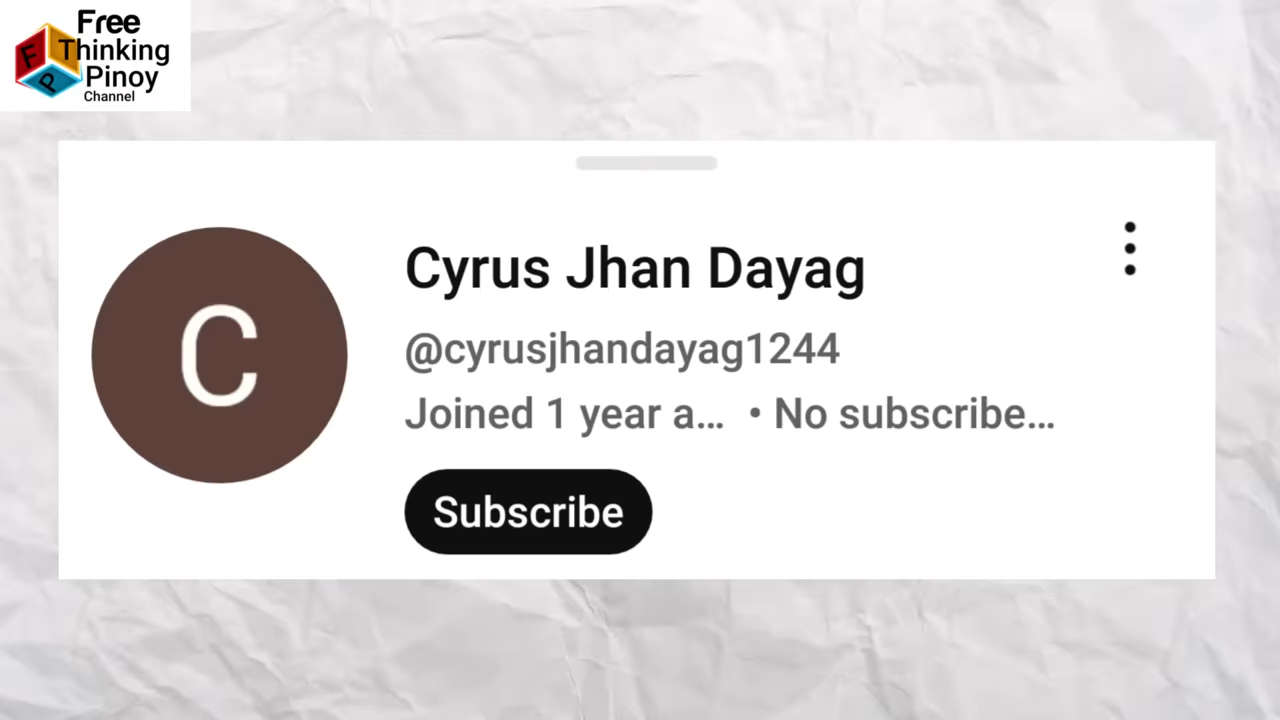 Free
Thinking
Pinoy
Channel
F
P
Cyrus Jhan Dayag
C
@cyrusjhandayag1244
Joined 1 year a... • No subscribe...
Subscribe